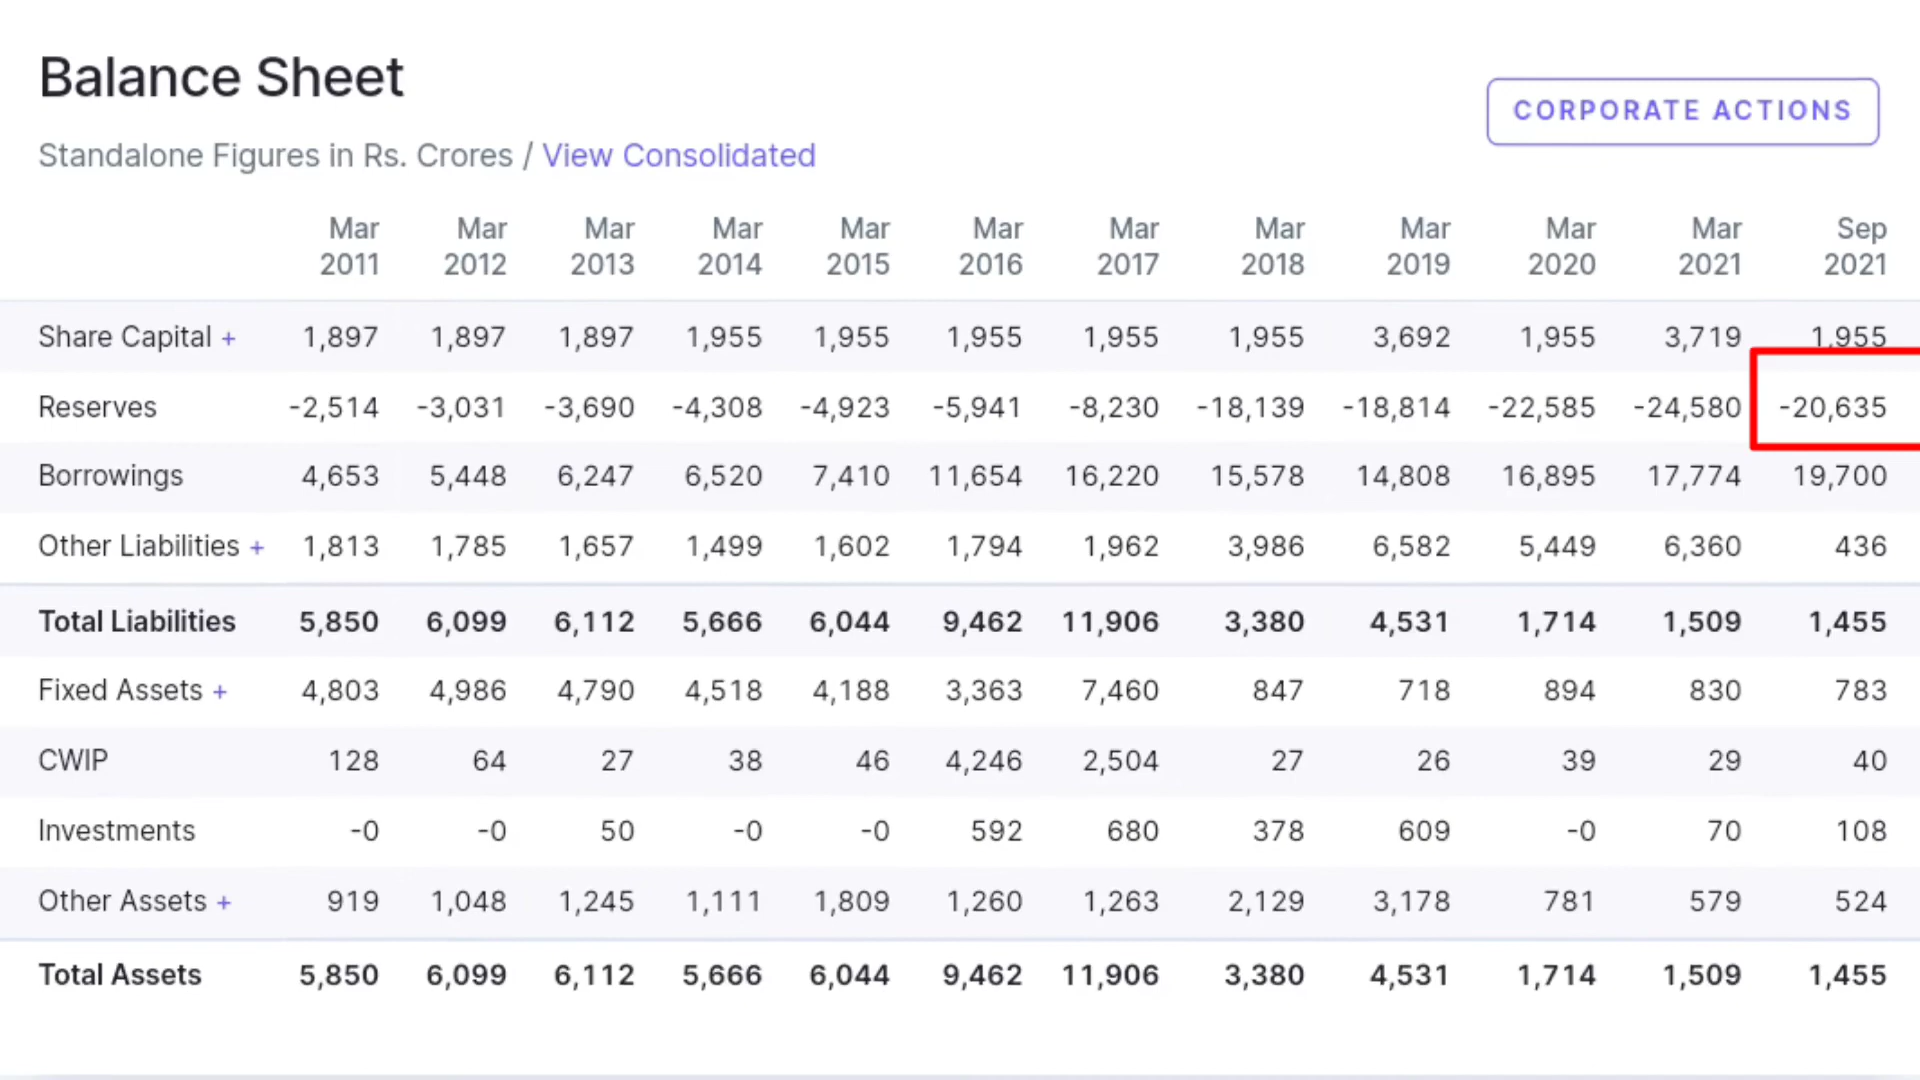 Balance Sheet
CORPORATE ACTIONS
Standalone Figures in Rs. Crores / View Consolidated
Mar 2011 Mar 2012 Mar 2013 Mar 2014 Mar 2015 Mar 2016 Mar 2017 Mar 2018 Mar 2019 Mar 2020 Mar 2021 Sep 2021
Share Capital + 1,897 1,897 1,897 1,955 1,955 1,955 1,955 1,955 3,692 1,955 3,719 1,955
Reserves -2,514 -3,031 -3,690 -4,308 -4,923 -5,941 -8,230 -18,139 -18,814 -22,585 -24,580 -20,635
Borrowings 4,653 5,448 6,247 6,520 7,410 11,654 16,220 15,578 14,808 16,895 17,774 19,700
Other Liabilities + 1,813 1,785 1,657 1,499 1,602 1,794 1,962 3,986 6,582 5,449 6,360 436
Total Liabilities 5,850 6,099 6,112 5,666 6,044 9,462 11,906 3,380 4,531 1,714 1,509 1,455
Fixed Assets + 4,803 4,986 4,790 4,518 4,188 3,363 7,460 847 718 894 830 783
CWIP 128 64 27 38 46 4,246 2,504 27 26 39 29 40
Investments -0 -0 50 -0 -0 592 680 378 609 -0 70 108
Other Assets + 919 1,048 1,245 1,111 1,809 1,260 1,263 2,129 3,178 781 579 524
Total Assets 5,850 6,099 6,112 5,666 6,044 9,462 11,906 3,380 4,531 1,714 1,509 1,455